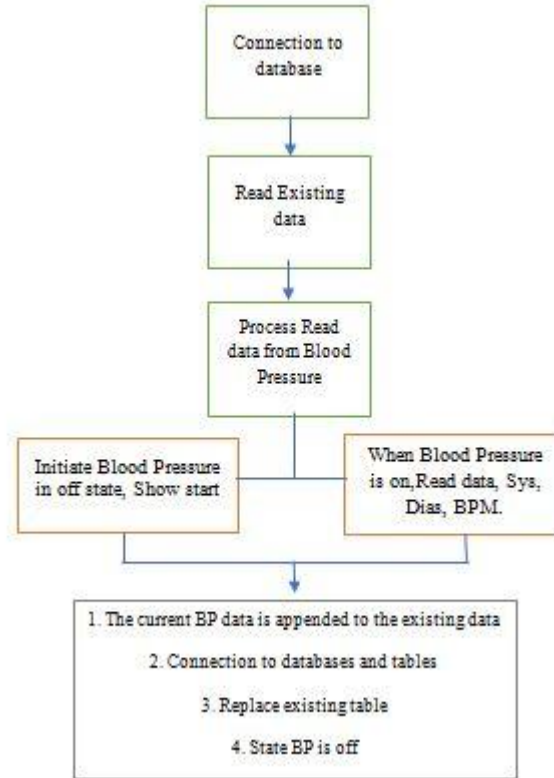 Connection to
database
Read Existing
data
Process Read
data from Blood
Pressure
Initiate Blood Pressure
in off state, Show start
When Blood Pressure
is on,Read data, Sys,
Dias, BPM.
1. The current BP data is appended to the existing data
2. Connection to databases and tables
3. Replace existing table
4. State BP is off